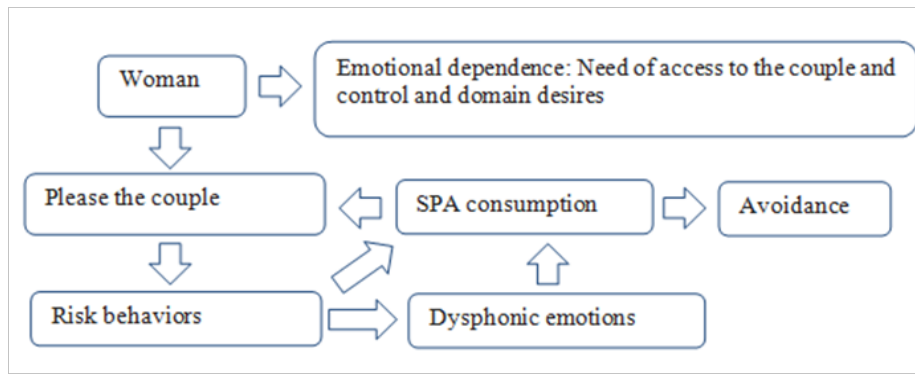 Woman
Emotional dependence: Need of access to the couple and
control and domain desires
Please the couple
SPA consumption
Avoidance
Risk behaviors
Dysphonic emotions